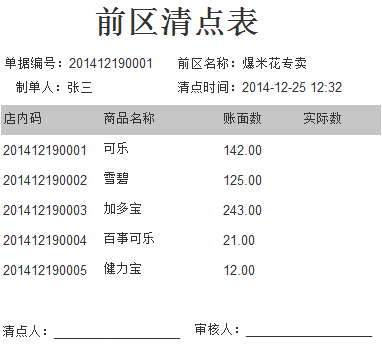 前区清点表
单据编号：201412190001 前区名称：爆米花专卖
制单人：张三 清点时间：2014-12-25 12:32
店内码 商品名称 账面数 实际数
201412190001 可乐 142.00
201412190002 雪碧 125.00
201412190003 加多宝 243.00
201412190004 百事可乐 21.00
201412190005 健力宝 12.00
清点人：__________________ 审核人：__________________